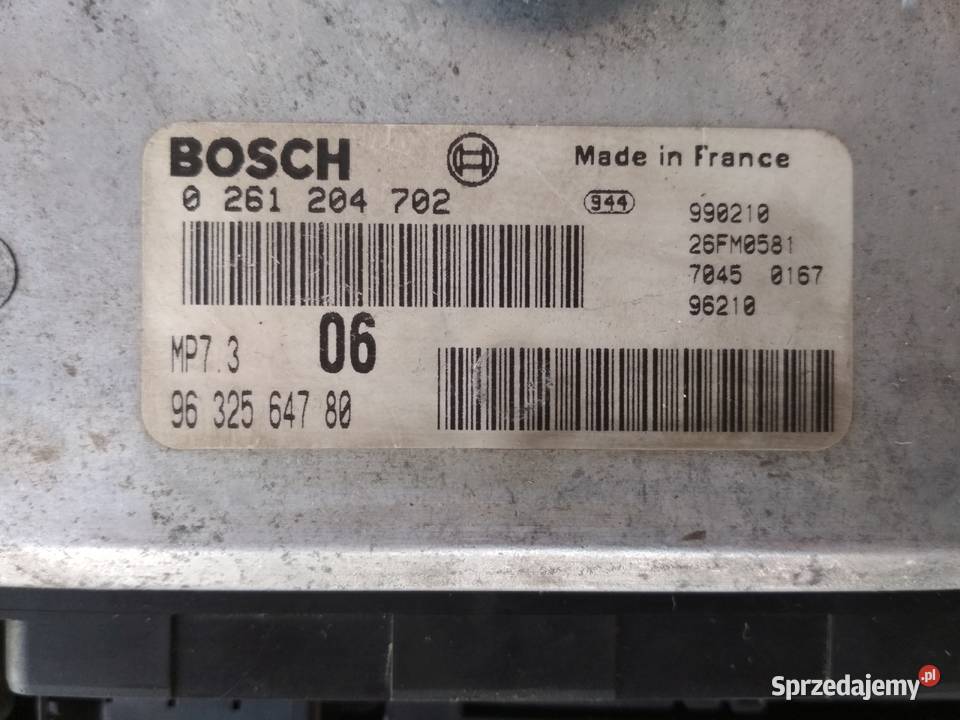 BOSCH Made in France
0 261 204 702 944 990210
26FM0581
7045 0167
96210
MP7.3 06
96 325 647 80
Sprzedajemy.pl